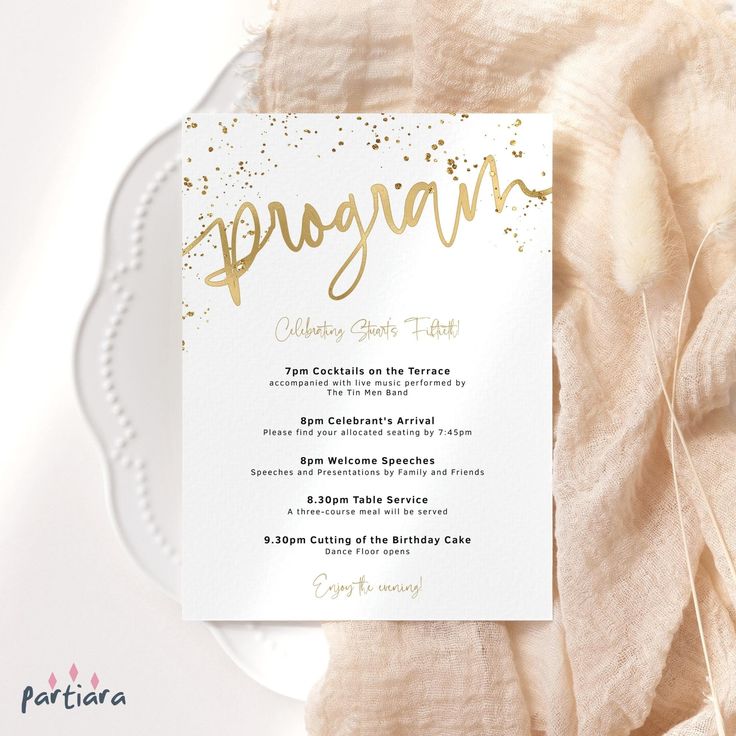 program
Celebrating Stuart's Fiftieth!
7pm Cocktails on the Terrace
accompanied with live music performed by
The Tin Men Band
8pm Celebrant's Arrival
Please find your allocated seating by 7:45pm
8pm Welcome Speeches
Speeches and Presentations by Family and Friends
8.30pm Table Service
A three-course meal will be served
9.30pm Cutting of the Birthday Cake
Dance Floor opens
Enjoy the evening!
partiara